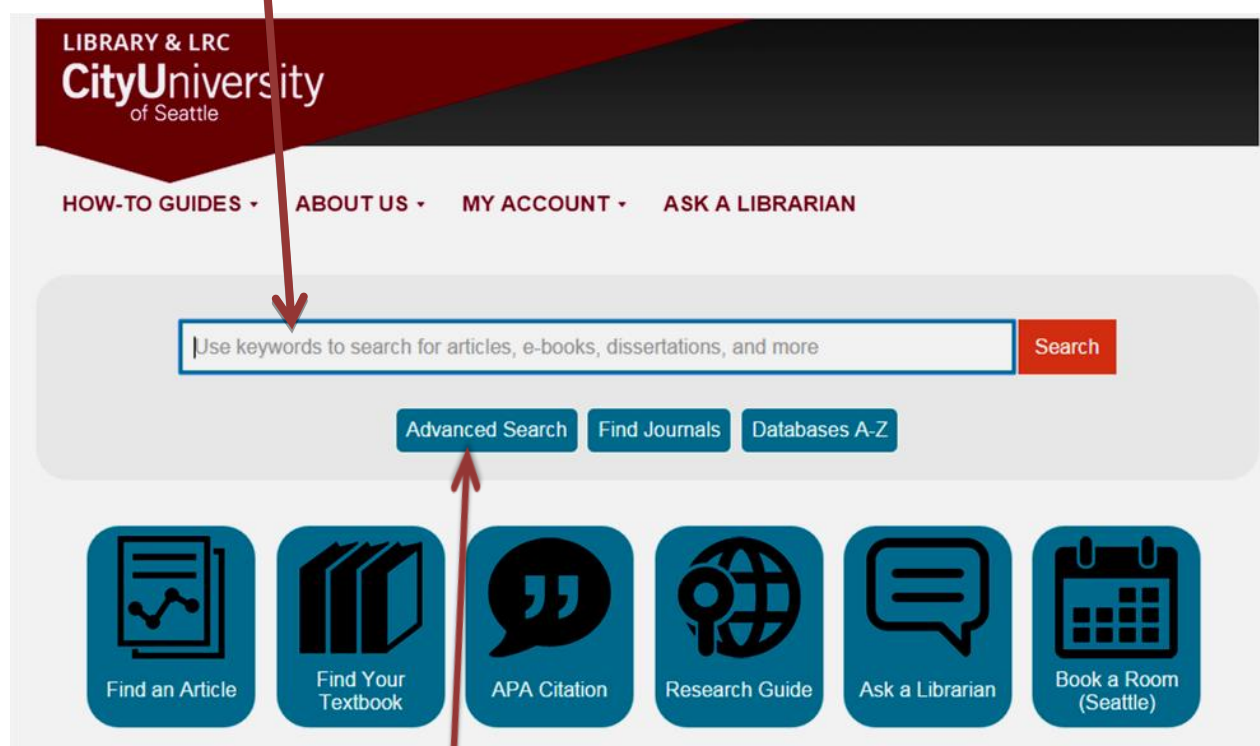 LIBRARY & LRC
CityUniversity
of Seattle
HOW-TO GUIDES ABOUT US MY ACCOUNT ASK A LIBRARIAN
Use keywords to search for articles, e-books, dissertations, and more Search
Advanced Search Find Journals Databases A-Z
Find an Article
Find Your
Textbook
APA Citation
Research Guide
Ask a Librarian
Book a Room
(Seattle)